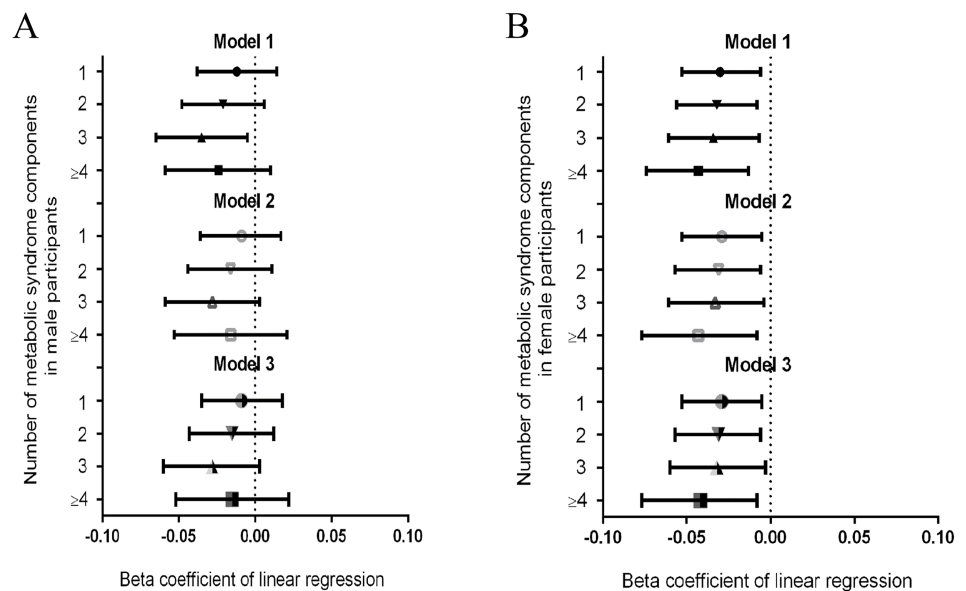 A
Model 1
1
2
3
≥4
Model 2
1
2
3
≥4
Model 3
1
2
3
≥4
-0.10
-0.05
0.00
0.05
0.10
Beta coefficient of linear regression
Number of metabolic syndrome components
in male participants
B
Model 1
1
2
3
≥4
Model 2
1
2
3
≥4
Model 3
1
2
3
≥4
-0.10
-0.05
0.00
0.05
0.10
Beta coefficient of linear regression
Number of metabolic syndrome components
in female participants